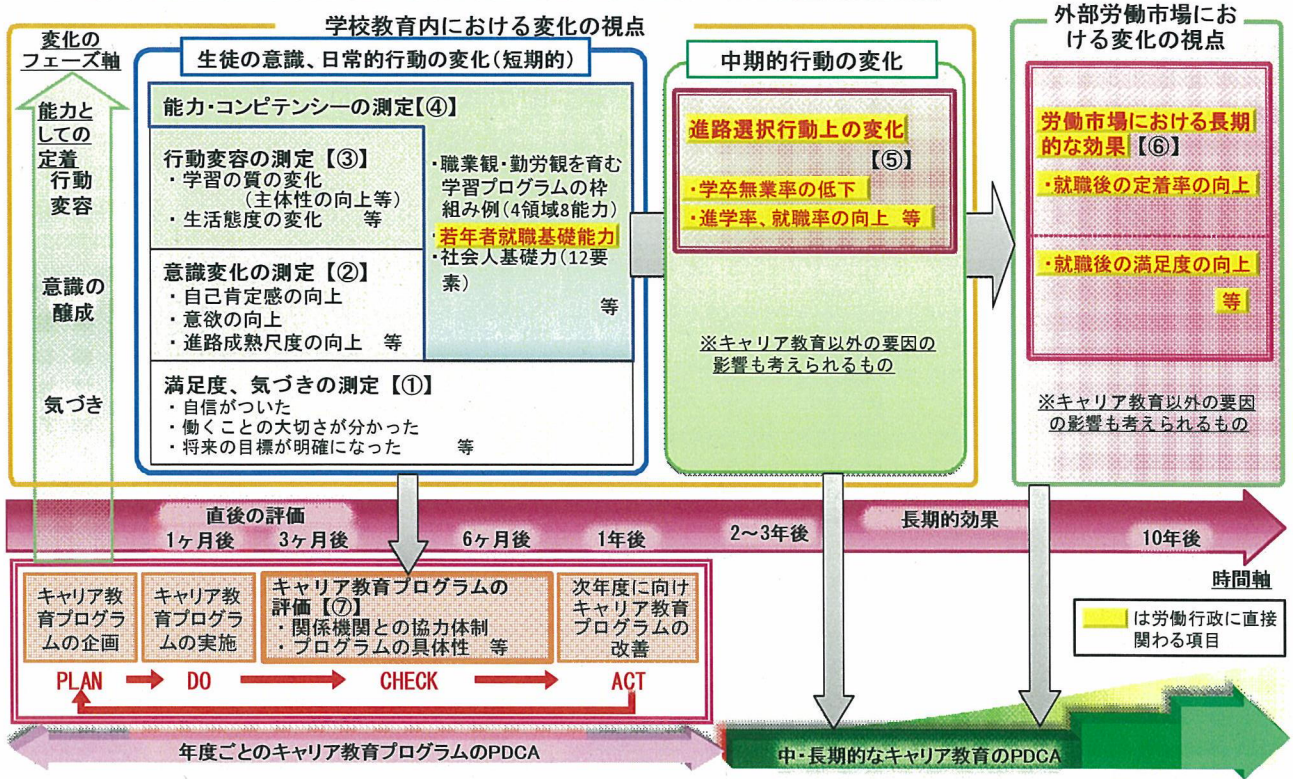 学校教育内における変化の視点
外部労働市場にお
ける変化の視点
変化の
フェーズ軸
能力と
しての
定着
行動
変容
意識の
醸成
気づき
生徒の意識、日常的行動の変化(短期的)
能力・コンピテンシーの測定【④】
行動変容の測定【③】
・学習の質の変化
(主体性の向上等)
・生活態度の変化 等
意識変化の測定【②】
・自己肯定感の向上
・意欲の向上
・進路成熟尺度の向上 等
・職業観・勤労観を育む
学習プログラムの枠
組み例(4領域8能力)
・若年者就職基礎能力
・社会人基礎力(12要
素)
等
満足度、気づきの測定【①】
・自信がついた
・働くことの大切さが分かった
・将来の目標が明確になった 等
中期的行動の変化
進路選択行動上の変化
【⑤】
・学卒無業率の低下
・進学率、就職率の向上 等
※キャリア教育以外の要因の
影響も考えられるもの
労働市場における長期
的な効果【⑥】
・就職後の定着率の向上
・就職後の満足度の向上
等
※キャリア教育以外の要因
の影響も考えられるもの
直後の評価
1ヶ月後
3ヶ月後
6ヶ月後
1年後
2~3年後
長期的効果
10年後
時間軸
キャリア教
育プログラ
ムの企画
キャリア教
育プログラ
ムの実施
キャリア教育プログラムの
評価【⑦】
・関係機関との協力体制
・プログラムの具体性 等
次年度に向け
キャリア教育
プログラムの
改善
PLAN
DO
CHECK
ACT
は労働行政に直接
関わる項目
年度ごとのキャリア教育プログラムのPDCA
中・長期的なキャリア教育のPDCA